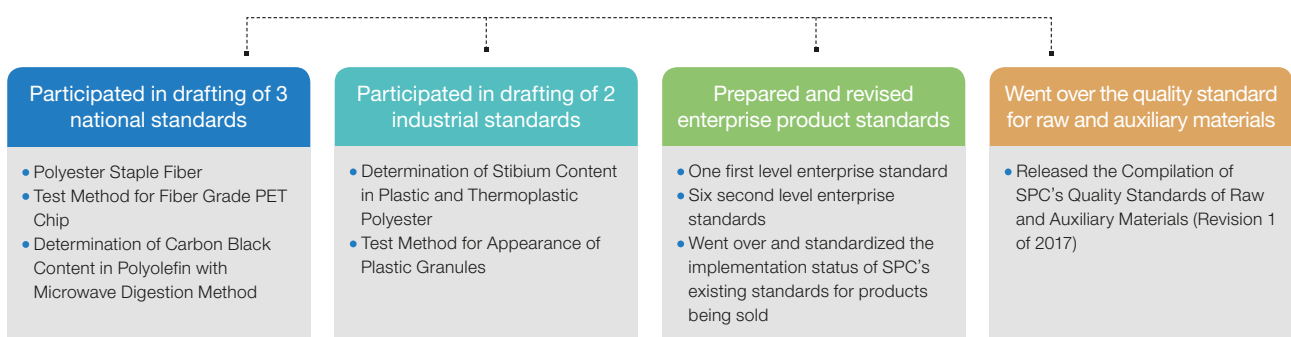 Participated in drafting of 3
national standards
• Polyester Staple Fiber
• Test Method for Fiber Grade PET
Chip
• Determination of Carbon Black
Content in Polyolefin with
Microwave Digestion Method
Participated in drafting of 2
industrial standards
• Determination of Stibium Content
in Plastic and Thermoplastic
Polyester
• Test Method for Appearance of
Plastic Granules
Prepared and revised
enterprise product standards
• One first level enterprise standard
• Six second level enterprise
standards
• Went over and standardized the
implementation status of SPC's
existing standards for products
being sold
Went over the quality standard
for raw and auxiliary materials
• Released the Compilation of
SPC's Quality Standards of Raw
and Auxiliary Materials (Revision 1
of 2017)